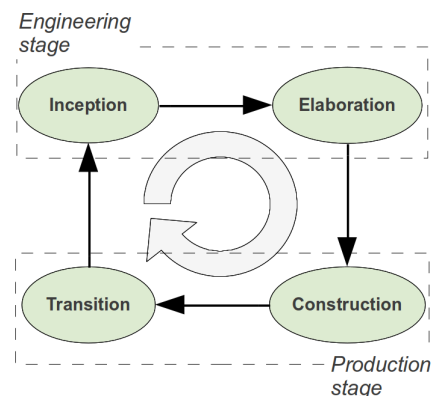 Engineering
stage
Inception
Elaboration
Transition
Construction
Production
stage